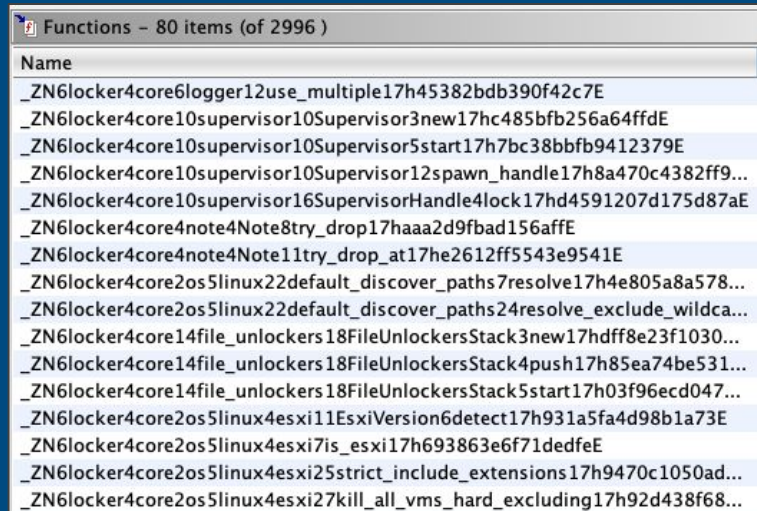 Functions – 80 items (of 2996 )
Name
_ZN6locker4core6logger12use_multiple17h45382bdb390f42c7E
_ZN6locker4core10supervisor10Supervisor3new17hc485bfb256a64ffdE
_ZN6locker4core10supervisor10Supervisor5start17h7bc38bbfb9412379E
_ZN6locker4core10supervisor10Supervisor12spawn_handle17h8a470c4382ff9...
_ZN6locker4core10supervisor16SupervisorHandle4lock17hd4591207d175d87aE
_ZN6locker4core4note4Note8try_drop17haaa2d9fbad156affE
_ZN6locker4core4note4Note11try_drop_at17he2612ff5543e9541E
_ZN6locker4core2os5linux22default_discover_paths7resolve17h4e805a8a578...
_ZN6locker4core2os5linux22default_discover_paths24resolve_exclude_wildca...
_ZN6locker4core14file_unlockers18FileUnlockersStack3new17hdff8e23f1030...
_ZN6locker4core14file_unlockers18FileUnlockersStack4push17h85ea74be531...
_ZN6locker4core14file_unlockers18FileUnlockersStack5start17h03f96ecd047...
_ZN6locker4core2os5linux4esxi11EsxiVersion6detect17h931a5fa4d98b1a73E
_ZN6locker4core2os5linux4esxi7is_esxi17h693863e6f71dedfeE
_ZN6locker4core2os5linux4esxi25strict_include_extensions17h9470c1050ad...
_ZN6locker4core2os5linux4esxi27kill_all_vms_hard_excluding17h92d438f68...